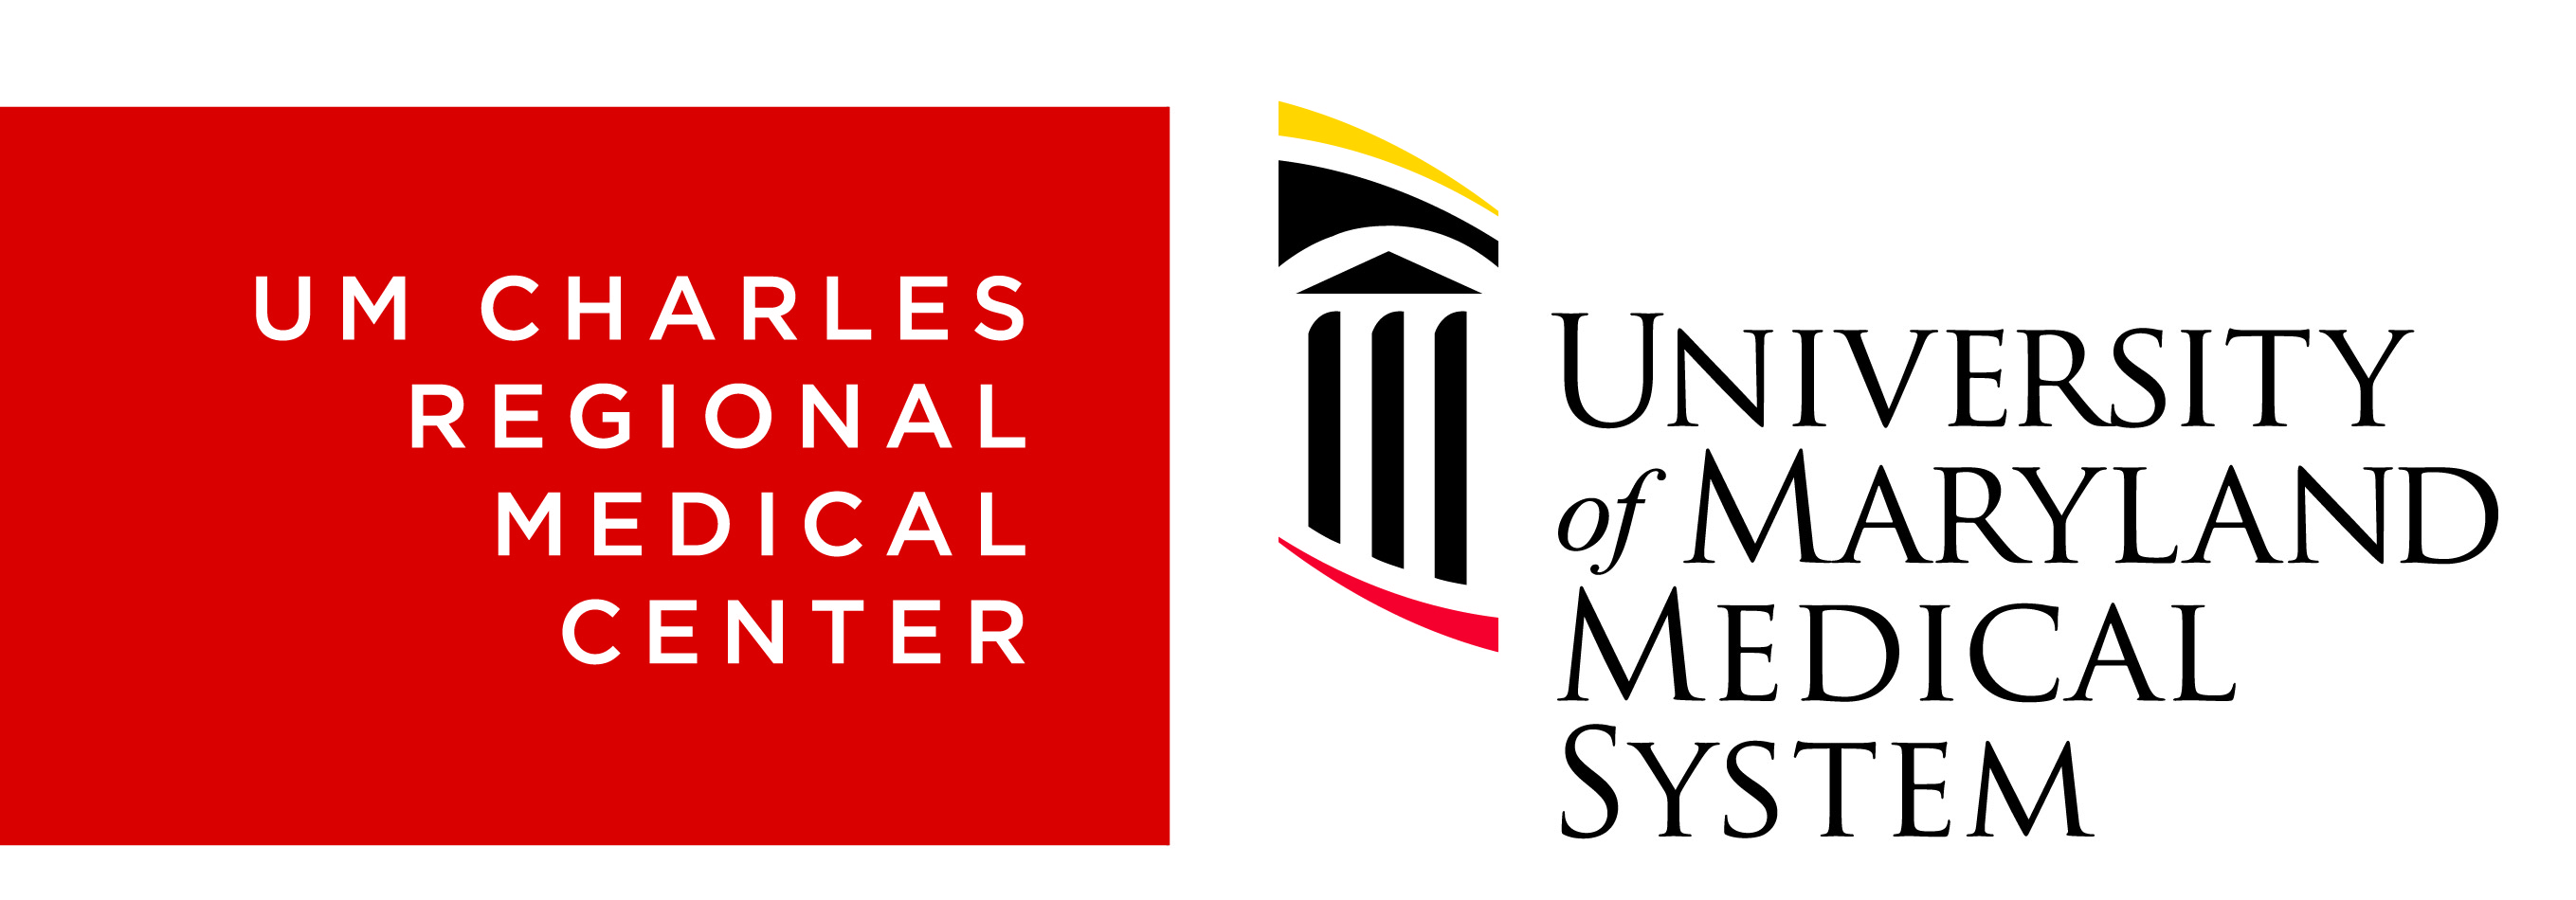 UM CHARLES
REGIONAL
MEDICAL
CENTER
UNIVERSITY
of MARYLAND
MEDICAL
SYSTEM